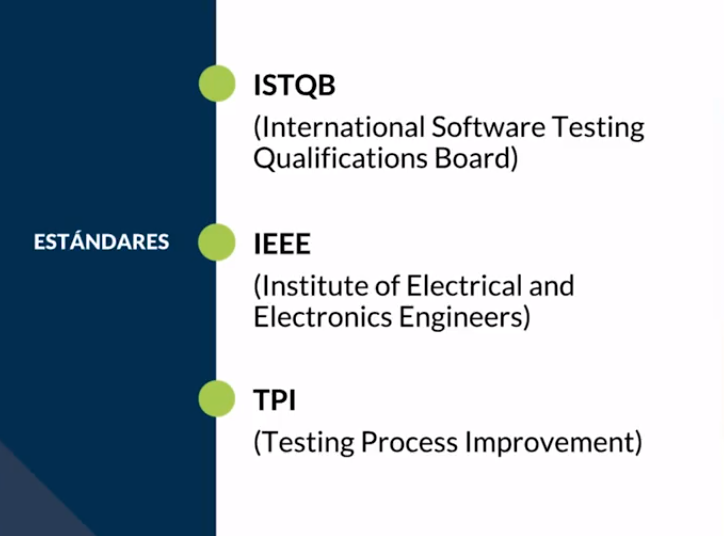 ESTÁNDARES
ISTQB
(International Software Testing
Qualifications Board)
IEEE
(Institute of Electrical and
Electronics Engineers)
TPI
(Testing Process Improvement)